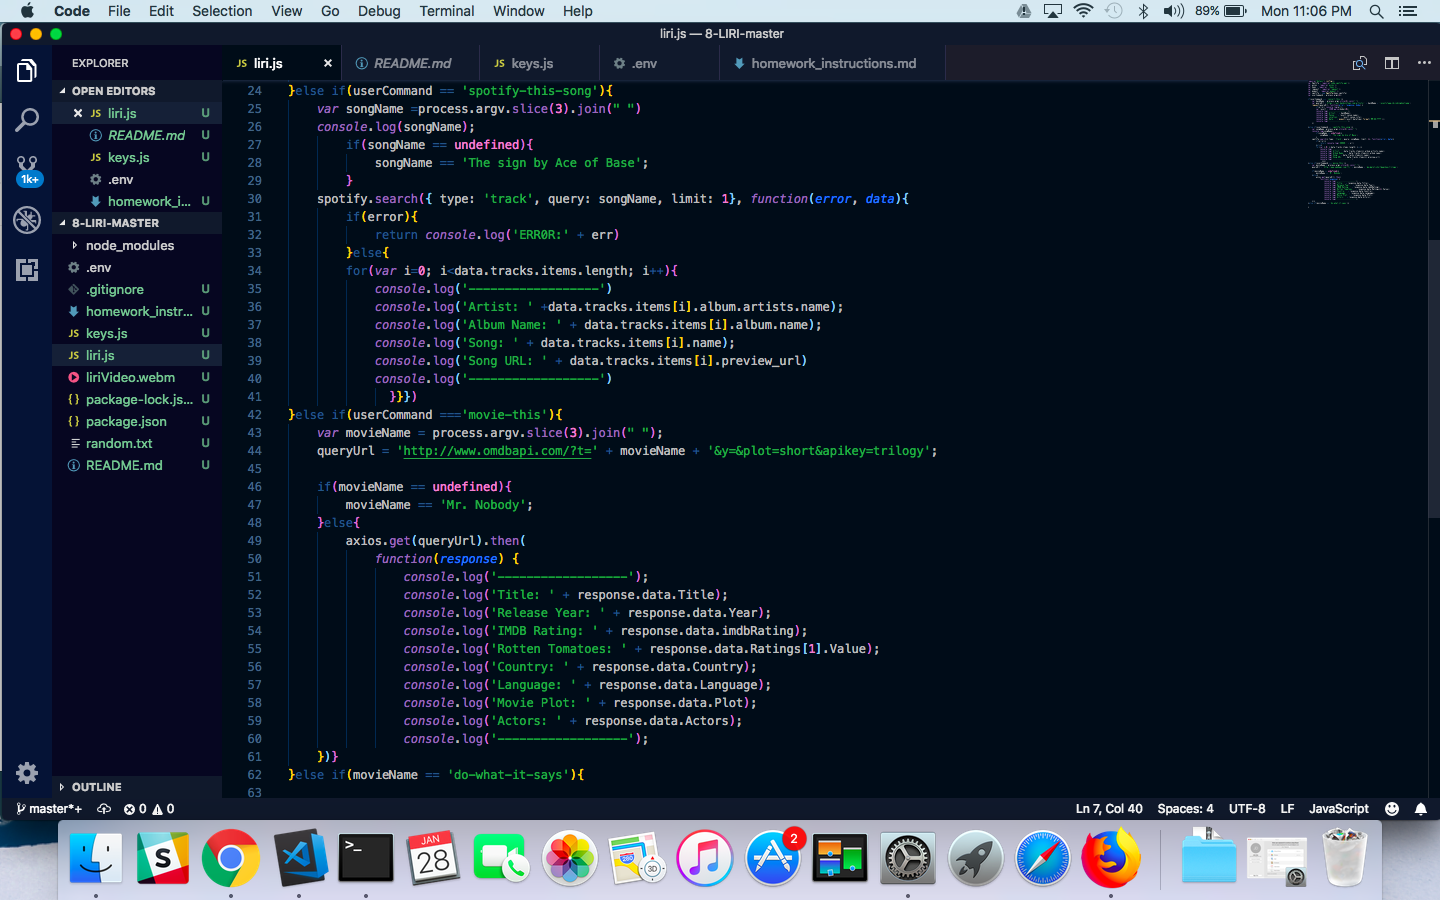 Code File Edit Selection View Go Debug Terminal Window Help 89% Mon 11:06 PM
liri.js — 8-LIRI-master
EXPLORER
JS liri.js
README.md
JS keys.js
.env
homework_instructions.md
OPEN EDITORS
JS liri.js U
README.md U
JS keys.js U
.env
homework_i... U
8-LIRI-MASTER
node_modules
.env
.gitignore U
homework_instr... U
JS keys.js U
JS liri.js U
liriVideo.webm U
{} package-lock.js... U
{} package.json U
random.txt U
README.md U
OUTLINE
1k+
24 }else if(userCommand == 'spotify-this-song'){
25 var songName =process.argv.slice(3).join(" ")
26 console.log(songName);
27 if(songName == undefined){
28 songName == 'The sign by Ace of Base';
29 }
30 spotify.search({ type: 'track', query: songName, limit: 1}, function(error, data){
31 if(error){
32 return console.log('ERR0R:' + err)
33 }else{
34 for(var i=0; i<data.tracks.items.length; i++){
35 console.log('------------------')
36 console.log('Artist: ' +data.tracks.items[i].album.artists.name);
37 console.log('Album Name: ' + data.tracks.items[i].album.name);
38 console.log('Song: ' + data.tracks.items[i].name);
39 console.log('Song URL: ' + data.tracks.items[i].preview_url)
40 console.log('------------------')
41 }}})
42 }else if(userCommand ==='movie-this'){
43 var movieName = process.argv.slice(3).join(" ");
44 queryUrl = 'http://www.omdbapi.com/?t=' + movieName + '&y=&plot=short&apikey=trilogy';
45
46 if(movieName == undefined){
47 movieName == 'Mr. Nobody';
48 }else{
49 axios.get(queryUrl).then(
50 function(response) {
51 console.log('------------------');
52 console.log('Title: ' + response.data.Title);
53 console.log('Release Year: ' + response.data.Year);
54 console.log('IMDB Rating: ' + response.data.imdbRating);
55 console.log('Rotten Tomatoes: ' + response.data.Ratings[1].Value);
56 console.log('Country: ' + response.data.Country);
57 console.log('Language: ' + response.data.Language);
58 console.log('Movie Plot: ' + response.data.Plot);
59 console.log('Actors: ' + response.data.Actors);
60 console.log('------------------');
61 })}
62 }else if(movieName == 'do-what-it-says'){
63
master*+ 0 0 Ln 7, Col 40 Spaces: 4 UTF-8 LF JavaScript
S
>_
JAN
28
280
3D
2